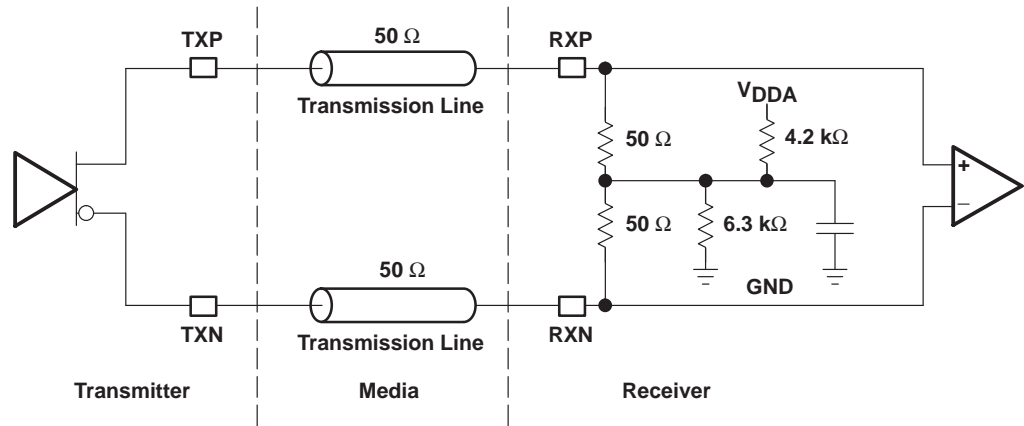 50 Ω
TXP
RXP
Transmission Line
VDDA
50 Ω
4.2 kΩ
+
50 Ω
6.3 kΩ
−
50 Ω
GND
TXN
RXN
Transmission Line
Transmitter
Media
Receiver